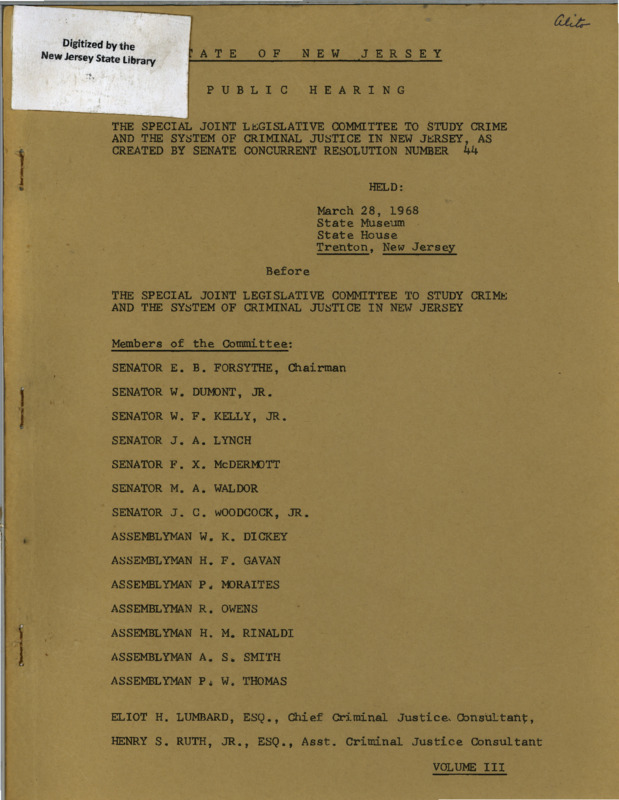 Alito
Digitized by the
New Jersey State Library
TATE OF NEW JERSEY
PUBLIC HEARING
THE SPECIAL JOINT LEGISLATIVE COMMITTEE TO STUDY CRIME
AND THE SYSTEM OF CRIMINAL JUSTICE IN NEW JERSEY, AS
CREATED BY SENATE CONCURRENT RESOLUTION NUMBER 44
HELD:
March 28, 1968
State Museum
State House
Trenton, New Jersey
Before
THE SPECIAL JOINT LEGISLATIVE COMMITTEE TO STUDY CRIME
AND THE SYSTEM OF CRIMINAL JUSTICE IN NEW JERSEY
Members of the Committee:
SENATOR E. B. FORSYTHE, Chairman
SENATOR W. DUMONT, JR.
SENATOR W. F. KELLY, JR.
SENATOR J. A. LYNCH
SENATOR F. X. McDERMOTT
SENATOR M. A. WALDOR
SENATOR J. C. WOODCOCK, JR.
ASSEMBLYMAN W. K. DICKEY
ASSEMBLYMAN H. F. GAVAN
ASSEMBLYMAN P. MORAITES
ASSEMBLYMAN R. OWENS
ASSEMBLYMAN H. M. RINALDI
ASSEMBLYMAN A. S. SMITH
ASSEMBLYMAN P. W. THOMAS
ELIOT H. LUMBARD, ESQ., Chief Criminal Justice Consultant,
HENRY S. RUTH, JR., ESQ., Asst. Criminal Justice Consultant
VOLUME III